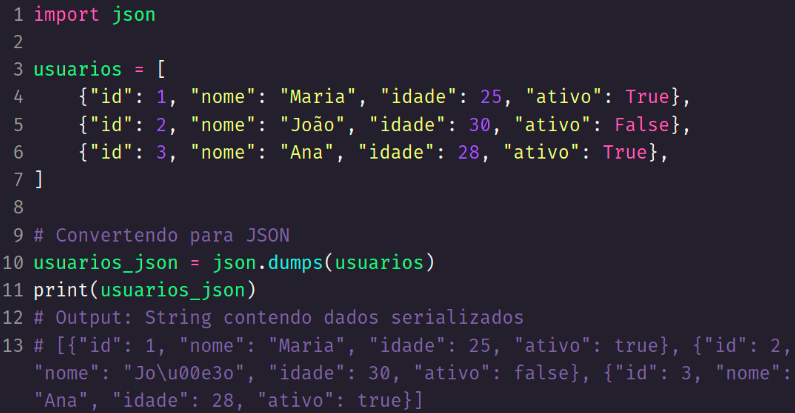 1 import json
2
3 usuarios = [
4     {"id": 1, "nome": "Maria", "idade": 25, "ativo": True},
5     {"id": 2, "nome": "João", "idade": 30, "ativo": False},
6     {"id": 3, "nome": "Ana", "idade": 28, "ativo": True},
7 ]
8
9 # Convertendo para JSON
10 usuarios_json = json.dumps(usuarios)
11 print(usuarios_json)
12 # Output: String contendo dados serializados
13 # [{"id": 1, "nome": "Maria", "idade": 25, "ativo": true}, {"id": 2,
"nome": "Jo\u00e3o", "idade": 30, "ativo": false}, {"id": 3, "nome":
"Ana", "idade": 28, "ativo": true}]